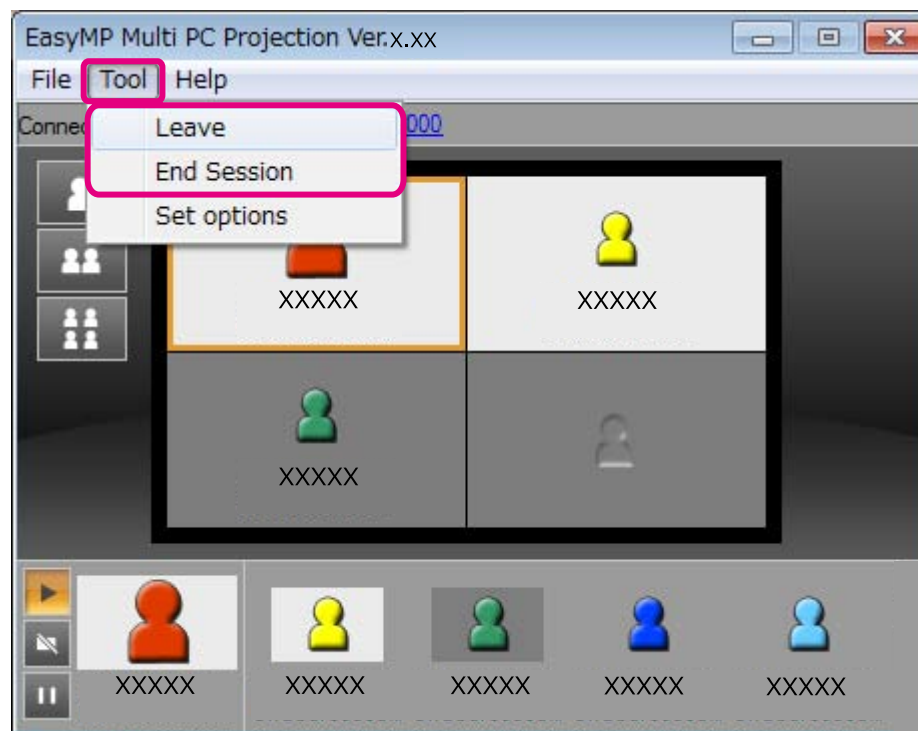 EasyMP Multi PC Projection Ver.x.xx
File Tool Help
000
Leave
End Session
Set options
XXXXX XXXXX
XXXXX
XXXXX XXXXX XXXXX XXXXX XXXXX